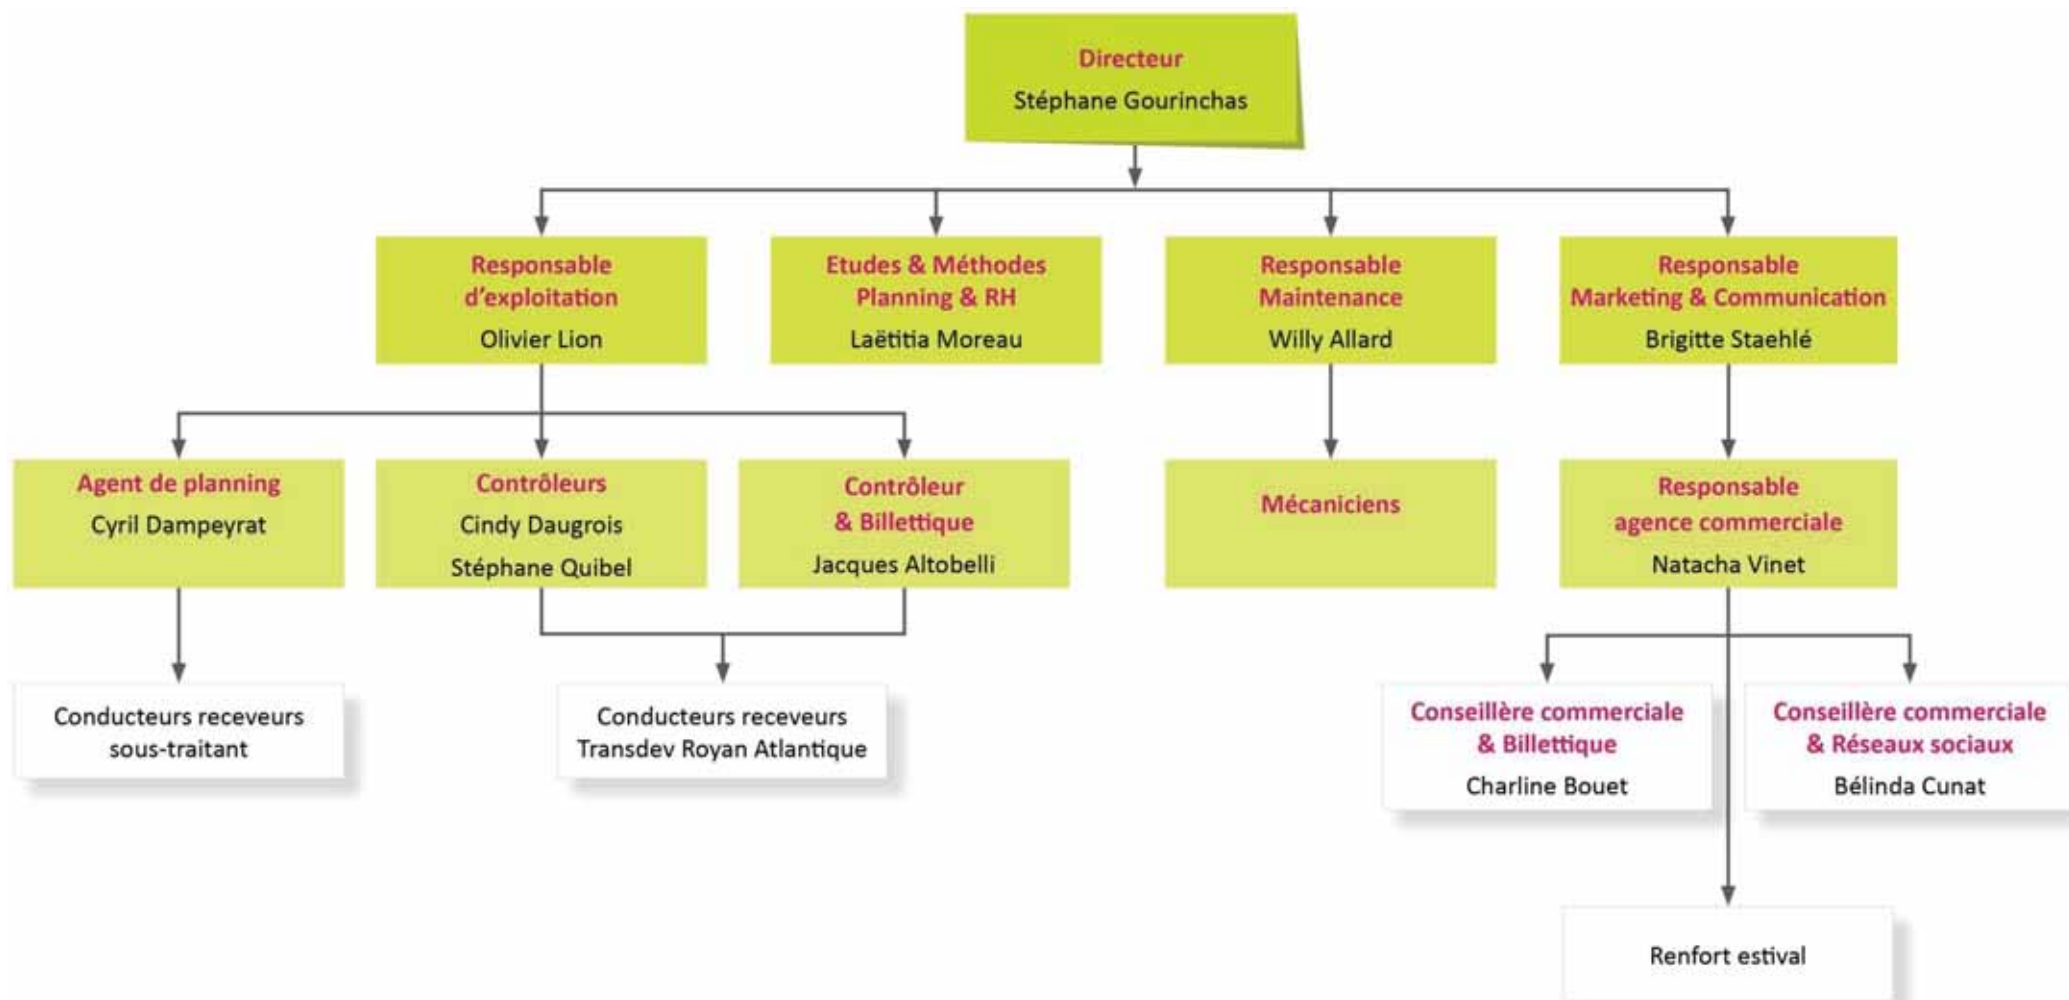 Directeur
Stéphane Gourinchas
Responsable
d'exploitation
Olivier Lion
Etudes & Méthodes
Planning & RH
Laëtitia Moreau
Responsable
Maintenance
Willy Allard
Responsable
Marketing & Communication
Brigitte Staehlé
Agent de planning
Cyril Dampeyrat
Contrôleurs
Cindy Daugrois
Stéphane Quibel
Contrôleur
& Billettique
Jacques Altobelli
Mécaniciens
Responsable
agence commerciale
Natacha Vinet
Conducteurs receveurs
sous-traitant
Conducteurs receveurs
Transdev Royan Atlantique
Conseillère commerciale
& Billettique
Charline Bouet
Conseillère commerciale
& Réseaux sociaux
Bélinda Cunat
Renfort estival